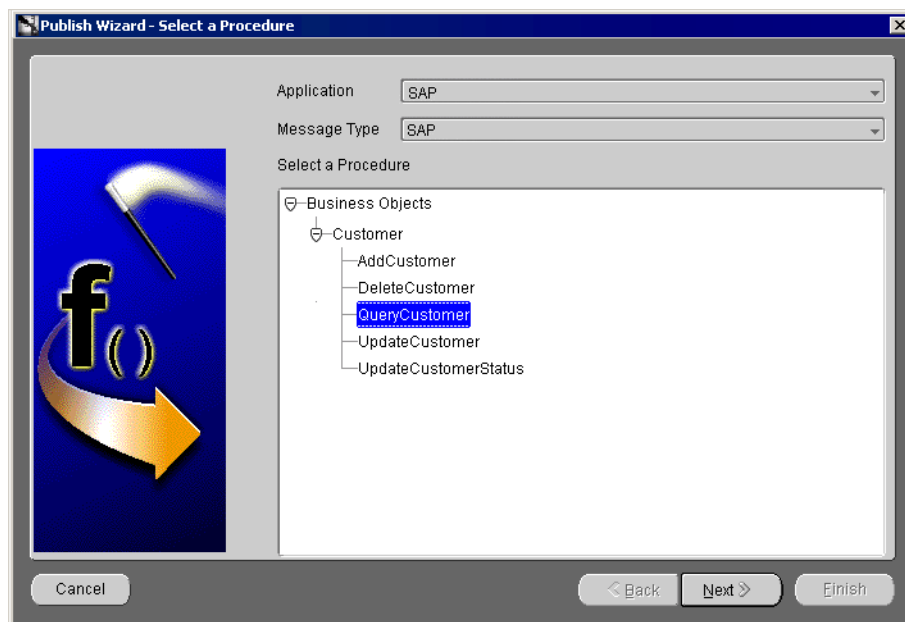 Publish Wizard - Select a Procedure
Application SAP
Message Type SAP
Select a Procedure
Business Objects
Customer
AddCustomer
DeleteCustomer
QueryCustomer
UpdateCustomer
UpdateCustomerStatus
f()
Cancel Back Next Finish